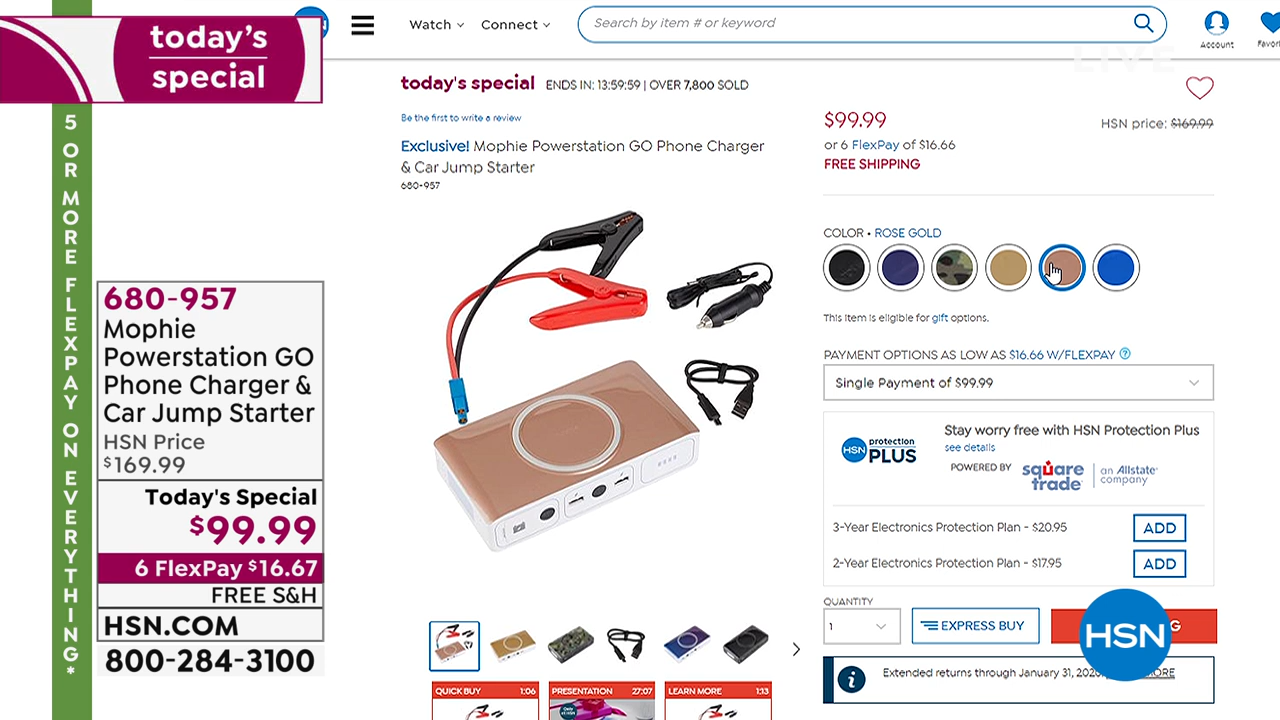 today's
special
5 OR MORE FLEXPAY ON EVERYTHING*
680-957
Mophie
Powerstation GO
Phone Charger &
Car Jump Starter
HSN Price
$169.99
Today's Special
$99.99
6 FlexPay $16.67
FREE S&H
HSN.COM
800-284-3100
Watch
Connect
Search by item # or keyword
Account
LIVE
today's special ENDS IN: 13:59:59 | OVER 7,800 SOLD
Be the first to write a review
Exclusive! Mophie Powerstation GO Phone Charger
& Car Jump Starter
680-957
QUICK BUY 1:06
PRESENTATION 27:07
LEARN MORE 1:13
$99.99
HSN price: $169.99
or 6 FlexPay of $16.66
FREE SHIPPING
COLOR • ROSE GOLD
This item is eligible for gift options.
PAYMENT OPTIONS AS LOW AS $16.66 W/FLEXPAY ?
Single Payment of $99.99
HSN protection
PLUS
Stay worry free with HSN Protection Plus
see details
POWERED BY
square
trade
an Allstate
company
3-Year Electronics Protection Plan - $20.95
ADD
2-Year Electronics Protection Plan - $17.95
ADD
QUANTITY
1
EXPRESS BUY
HSN
Extended returns through January 31, 2020.